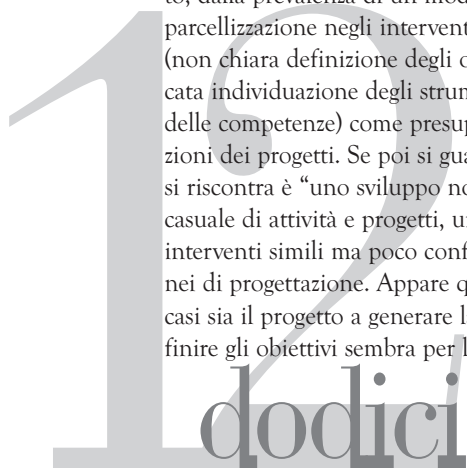 to, dalla prevalenza di un mod
parcellizzazione negli intervent
(non chiara definizione degli o
cata individuazione degli strum
delle competenze) come presup
zioni dei progetti. Se poi si gua
si riscontra è “uno sviluppo no
casuale di attività e progetti, u
interventi simili ma poco conf
nei di progettazione. Appare q
casi sia il progetto a generare l
finire gli obiettivi sembra per l
12
dodici